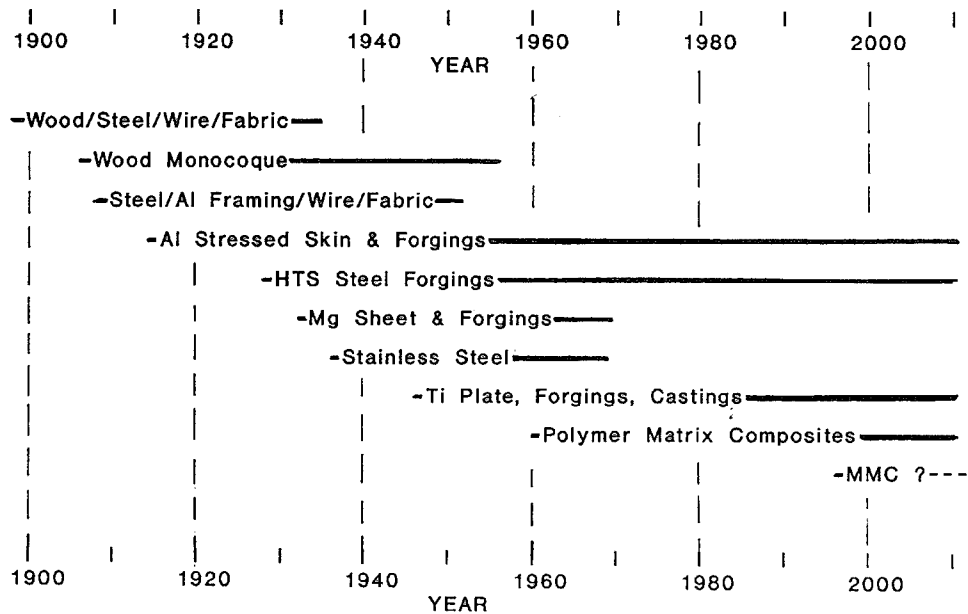 1900 1920 1940 1960 1980 2000
YEAR
Wood/Steel/Wire/Fabric
Wood Monocoque
Steel/Al Framing/Wire/Fabric
Al Stressed Skin & Forgings
HTS Steel Forgings
Mg Sheet & Forgings
Stainless Steel
Ti Plate, Forgings, Castings
Polymer Matrix Composites
MMC ?
1900 1920 1940 1960 1980 2000
YEAR